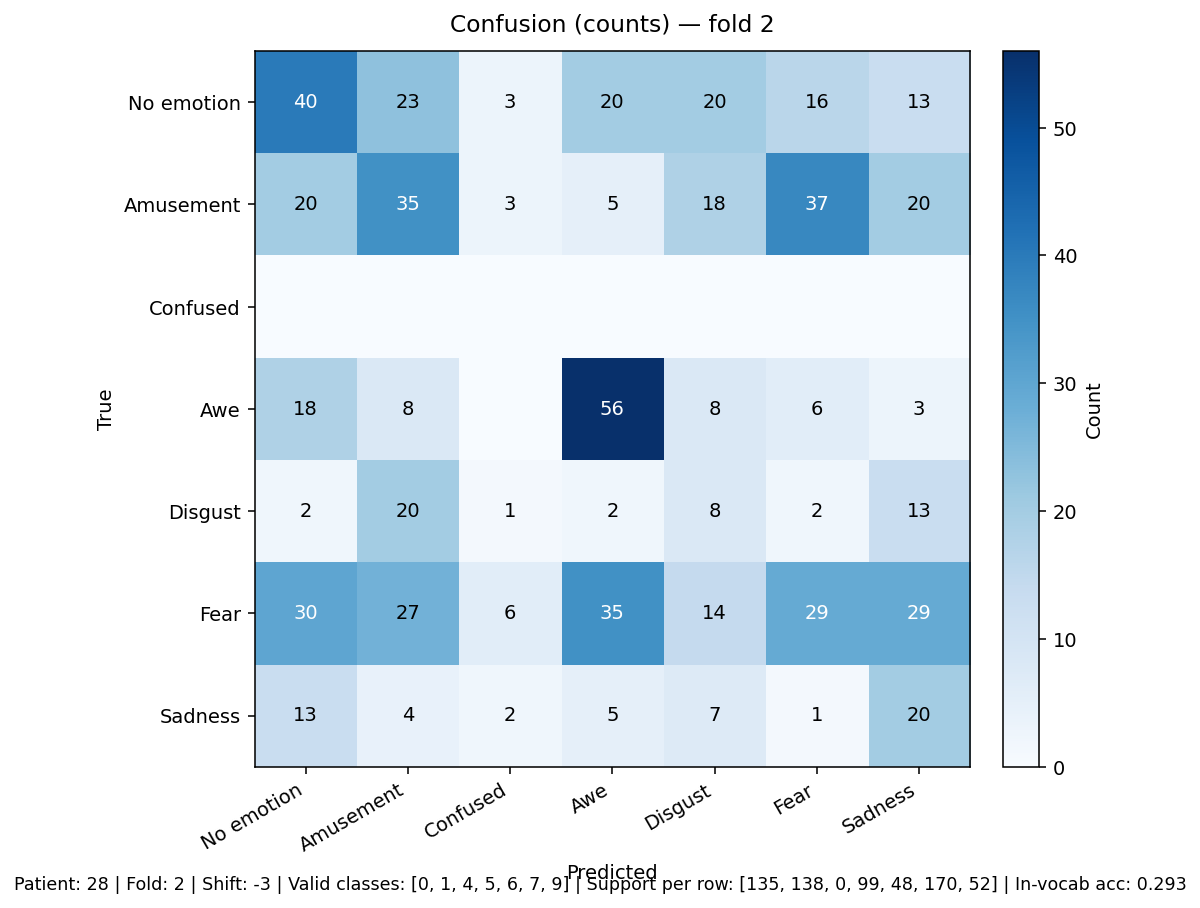 Confusion (counts) — fold 2
No emotion 40 23 3 20 20 16 13
Amusement 20 35 3 5 18 37 20
Confused
Awe 18 8 56 8 6 3
Disgust 2 20 1 2 8 2 13
Fear 30 27 6 35 14 29 29
Sadness 13 4 2 5 7 1 20
True
No emotion Amusement Confused Awe Disgust Fear Sadness
Predicted
50
40
30
20
10
0
Count
Patient: 28 | Fold: 2 | Shift: -3 | Valid classes: [0, 1, 4, 5, 6, 7, 9] | Support per row: [135, 138, 0, 99, 48, 170, 52] | In-vocab acc: 0.293